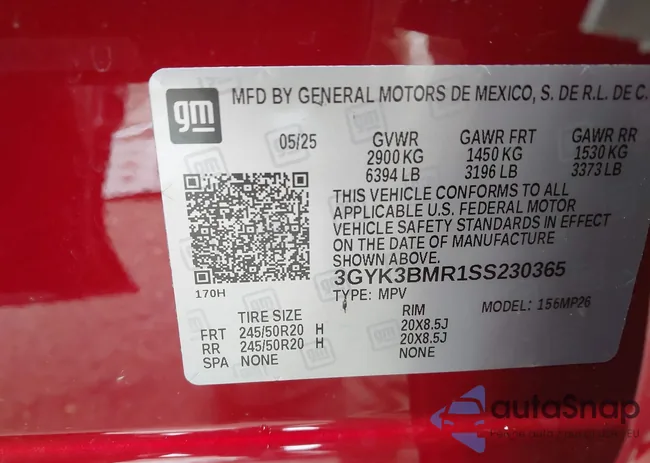 gm
MFD BY GENERAL MOTORS DE MEXICO, S. DE R.L. DE C.
05/25 GVWR GAWR FRT GAWR RR
2900 KG 1450 KG 1530 KG
6394 LB 3196 LB 3373 LB
THIS VEHICLE CONFORMS TO ALL
APPLICABLE U.S. FEDERAL MOTOR
VEHICLE SAFETY STANDARDS IN EFFECT
ON THE DATE OF MANUFACTURE
SHOWN ABOVE.
3GYK3BMR1SS230365
170H
TYPE: MPV MODEL: 156MP26
TIRE SIZE RIM
FRT 245/50R20 H 20X8.5J
RR 245/50R20 H 20X8.5J
SPA NONE NONE
autoSnap